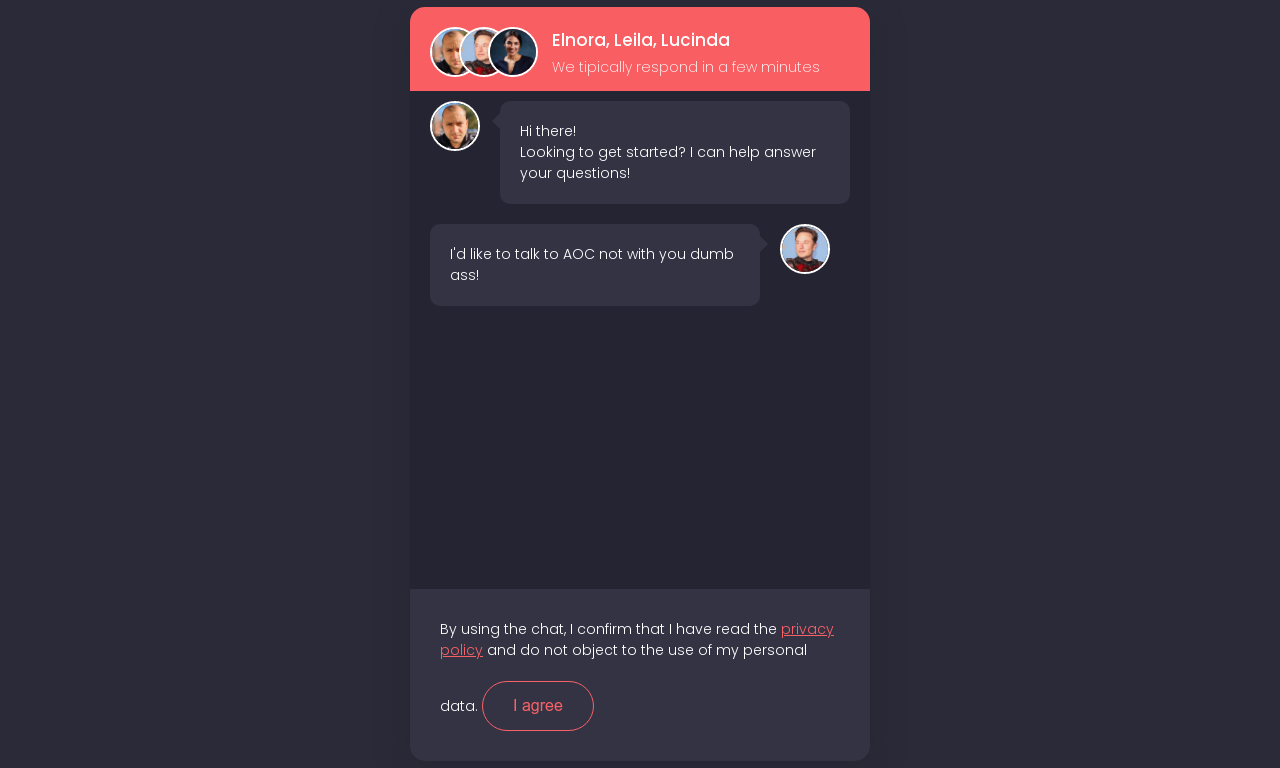 Elnora, Leila, Lucinda
We tipically respond in a few minutes
Hi there!
Looking to get started? I can help answer
your questions!
I'd like to talk to AOC not with you dumb
ass!
By using the chat, I confirm that I have read the privacy
policy and do not object to the use of my personal
data. I agree